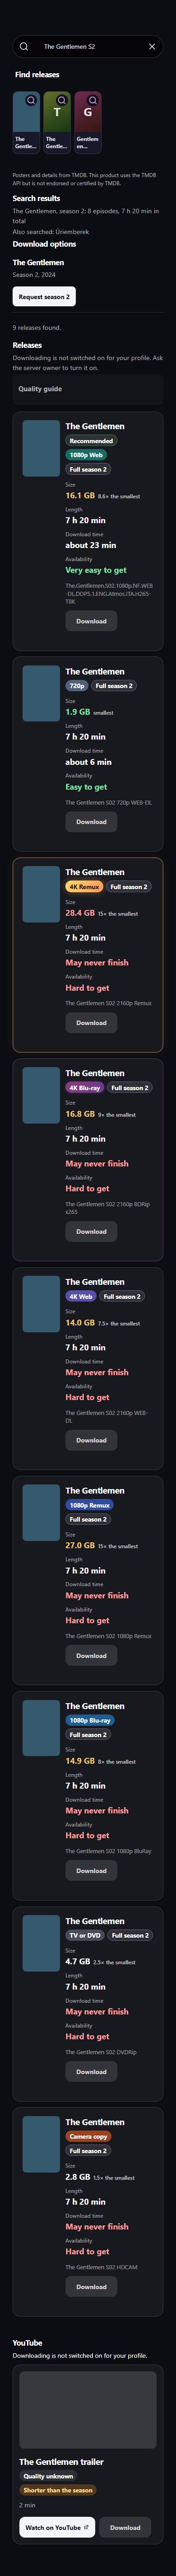 The Gentlemen S2
Find releases
The
Gentle...
T
The
Gentle...
G
Gentlem
en...
Posters and details from TMDB. This product uses the TMDB
API but is not endorsed or certified by TMDB.
Search results
The Gentlemen, season 2; 8 episodes, 7 h 20 min in
total
Also searched: Úriemberek
Download options
The Gentlemen
Season 2, 2024
Request season 2
9 releases found.
Releases
Downloading is not switched on for your profile. Ask
the server owner to turn it on.
Quality guide
The Gentlemen
Recommended
1080p Web
Full season 2
Size
16.1 GB 8.6× the smallest
Length
7 h 20 min
Download time
about 23 min
Availability
Very easy to get
The.Gentlemen.S02.1080p.NF.WEB
-DL.DDP5.1.ENG.Atmos.ITA.H265-
TBK
Download
The Gentlemen
720p Full season 2
Size
1.9 GB smallest
Length
7 h 20 min
Download time
about 6 min
Availability
Easy to get
The Gentlemen S02 720p WEB-DL
Download
The Gentlemen
4K Remux Full season 2
Size
28.4 GB 15× the smallest
Length
7 h 20 min
Download time
May never finish
Availability
Hard to get
The Gentlemen S02 2160p Remux
Download
The Gentlemen
4K Blu-ray Full season 2
Size
16.8 GB 9× the smallest
Length
7 h 20 min
Download time
May never finish
Availability
Hard to get
The Gentlemen S02 2160p BDRip
x265
Download
The Gentlemen
4K Web Full season 2
Size
14.0 GB 7.5× the smallest
Length
7 h 20 min
Download time
May never finish
Availability
Hard to get
The Gentlemen S02 2160p WEB-
DL
Download
The Gentlemen
1080p Remux
Full season 2
Size
27.0 GB 15× the smallest
Length
7 h 20 min
Download time
May never finish
Availability
Hard to get
The Gentlemen S02 1080p Remux
Download
The Gentlemen
1080p Blu-ray
Full season 2
Size
14.9 GB 8× the smallest
Length
7 h 20 min
Download time
May never finish
Availability
Hard to get
The Gentlemen S02 1080p BluRay
Download
The Gentlemen
TV or DVD Full season 2
Size
4.7 GB 2.5× the smallest
Length
7 h 20 min
Download time
May never finish
Availability
Hard to get
The Gentlemen S02 DVDRip
Download
The Gentlemen
Camera copy
Full season 2
Size
2.8 GB 1.5× the smallest
Length
7 h 20 min
Download time
May never finish
Availability
Hard to get
The Gentlemen S02 HDCAM
Download
YouTube
Downloading is not switched on for your profile.
The Gentlemen trailer
Quality unknown
Shorter than the season
2 min
Watch on YouTube
Download